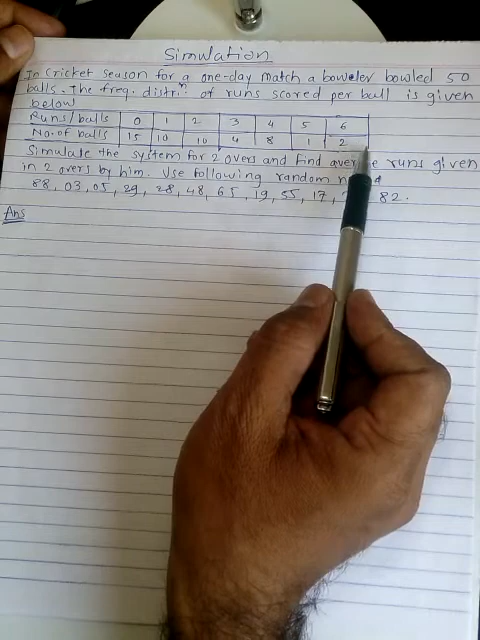 Simulation
In Cricket season for a one-day match a boweler bowled 50
balls. The freq. distriⁿ of runs scored per ball is given
below
Runs/balls 0 1 2 3 4 5 6
No. of balls 15 10 10 4 8 1 2
Simulate the system for 2 overs and find runs given
in 2 overs by him. Use following random
88, 03, 05, 29, 28, 48, 65, 19, 55, 17, 82.
Ans